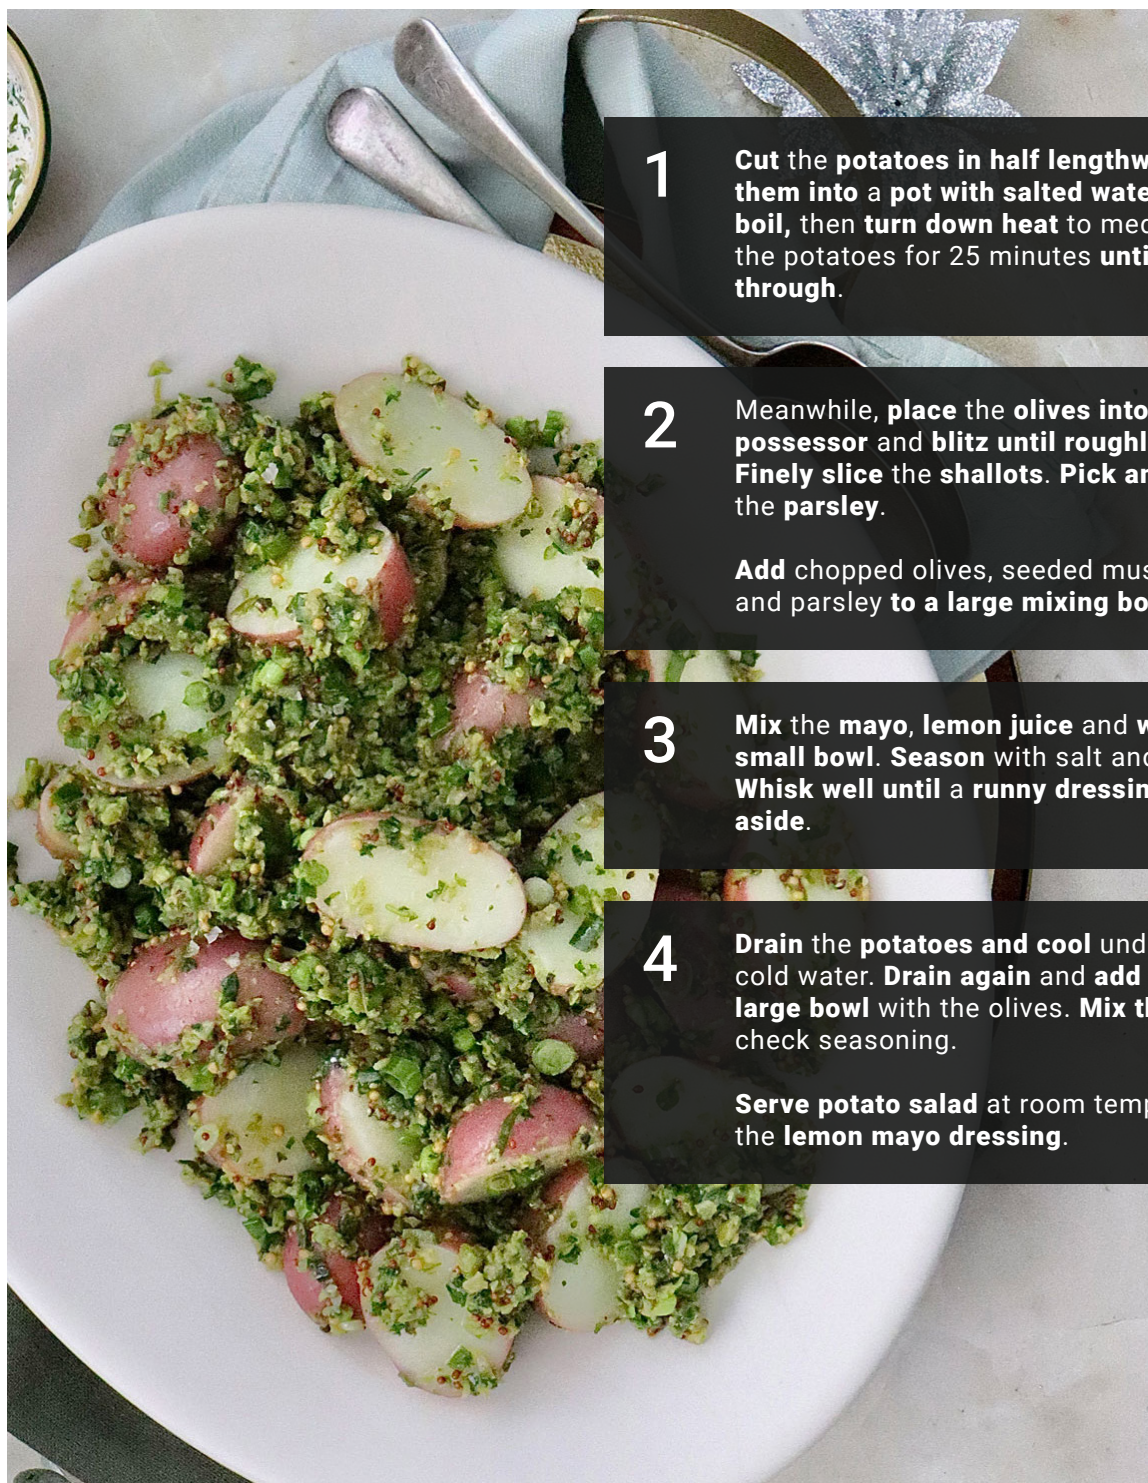 1
Cut the potatoes in half lengthw
them into a pot with salted wate
boil, then turn down heat to med
the potatoes for 25 minutes unti
through.
2
Meanwhile, place the olives into
possessor and blitz until roughl
Finely slice the shallots. Pick an
the parsley.
Add chopped olives, seeded mus
and parsley to a large mixing bo
3
Mix the mayo, lemon juice and w
small bowl. Season with salt and
Whisk well until a runny dressin
aside.
4
Drain the potatoes and cool und
cold water. Drain again and add
large bowl with the olives. Mix th
check seasoning.
Serve potato salad at room temp
the lemon mayo dressing.